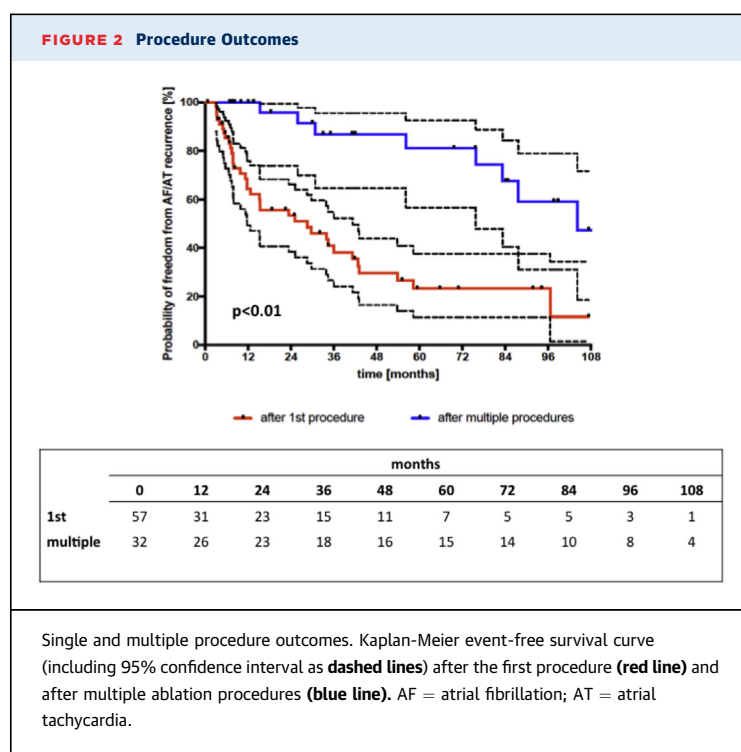 FIGURE 2 Procedure Outcomes
Probability of freedom from AF/AT recurrence [%]
100
80
60
40
20
0
p<0.01
0 12 24 36 48 60 72 84 96 108
time [months]
after 1st procedure after multiple procedures
months
0 12 24 36 48 60 72 84 96 108
1st 57 31 23 15 11 7 5 5 3 1
multiple 32 26 23 18 16 15 14 10 8 4
Single and multiple procedure outcomes. Kaplan-Meier event-free survival curve
(including 95% confidence interval as dashed lines) after the first procedure (red line) and
after multiple ablation procedures (blue line). AF = atrial fibrillation; AT = atrial
tachycardia.